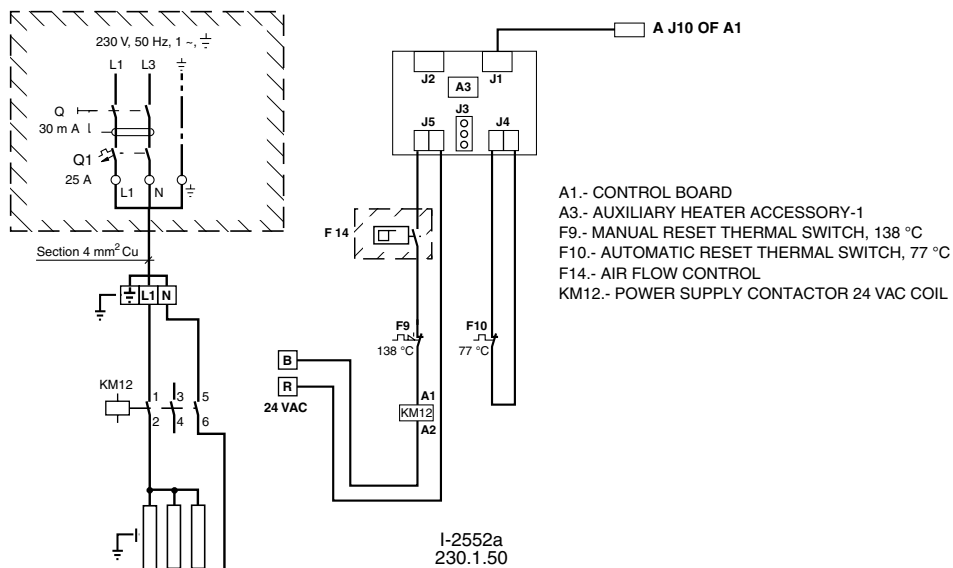 230 V, 50 Hz, 1 ~,
L1 L3
Q
30 m A I
Q1
25 A
L1 N
Section 4 mm² Cu
L1 N
KM12
1 3 5
2 4 6
A J10 OF A1
J2 J1
A3
J3
J5 J4
F 14
F9
138 °C
F10
77 °C
B
R
24 VAC
A1
KM12
A2
A1.- CONTROL BOARD
A3.- AUXILIARY HEATER ACCESSORY-1
F9.- MANUAL RESET THERMAL SWITCH, 138 °C
F10.- AUTOMATIC RESET THERMAL SWITCH, 77 °C
F14.- AIR FLOW CONTROL
KM12.- POWER SUPPLY CONTACTOR 24 VAC COIL
I-2552a
230.1.50